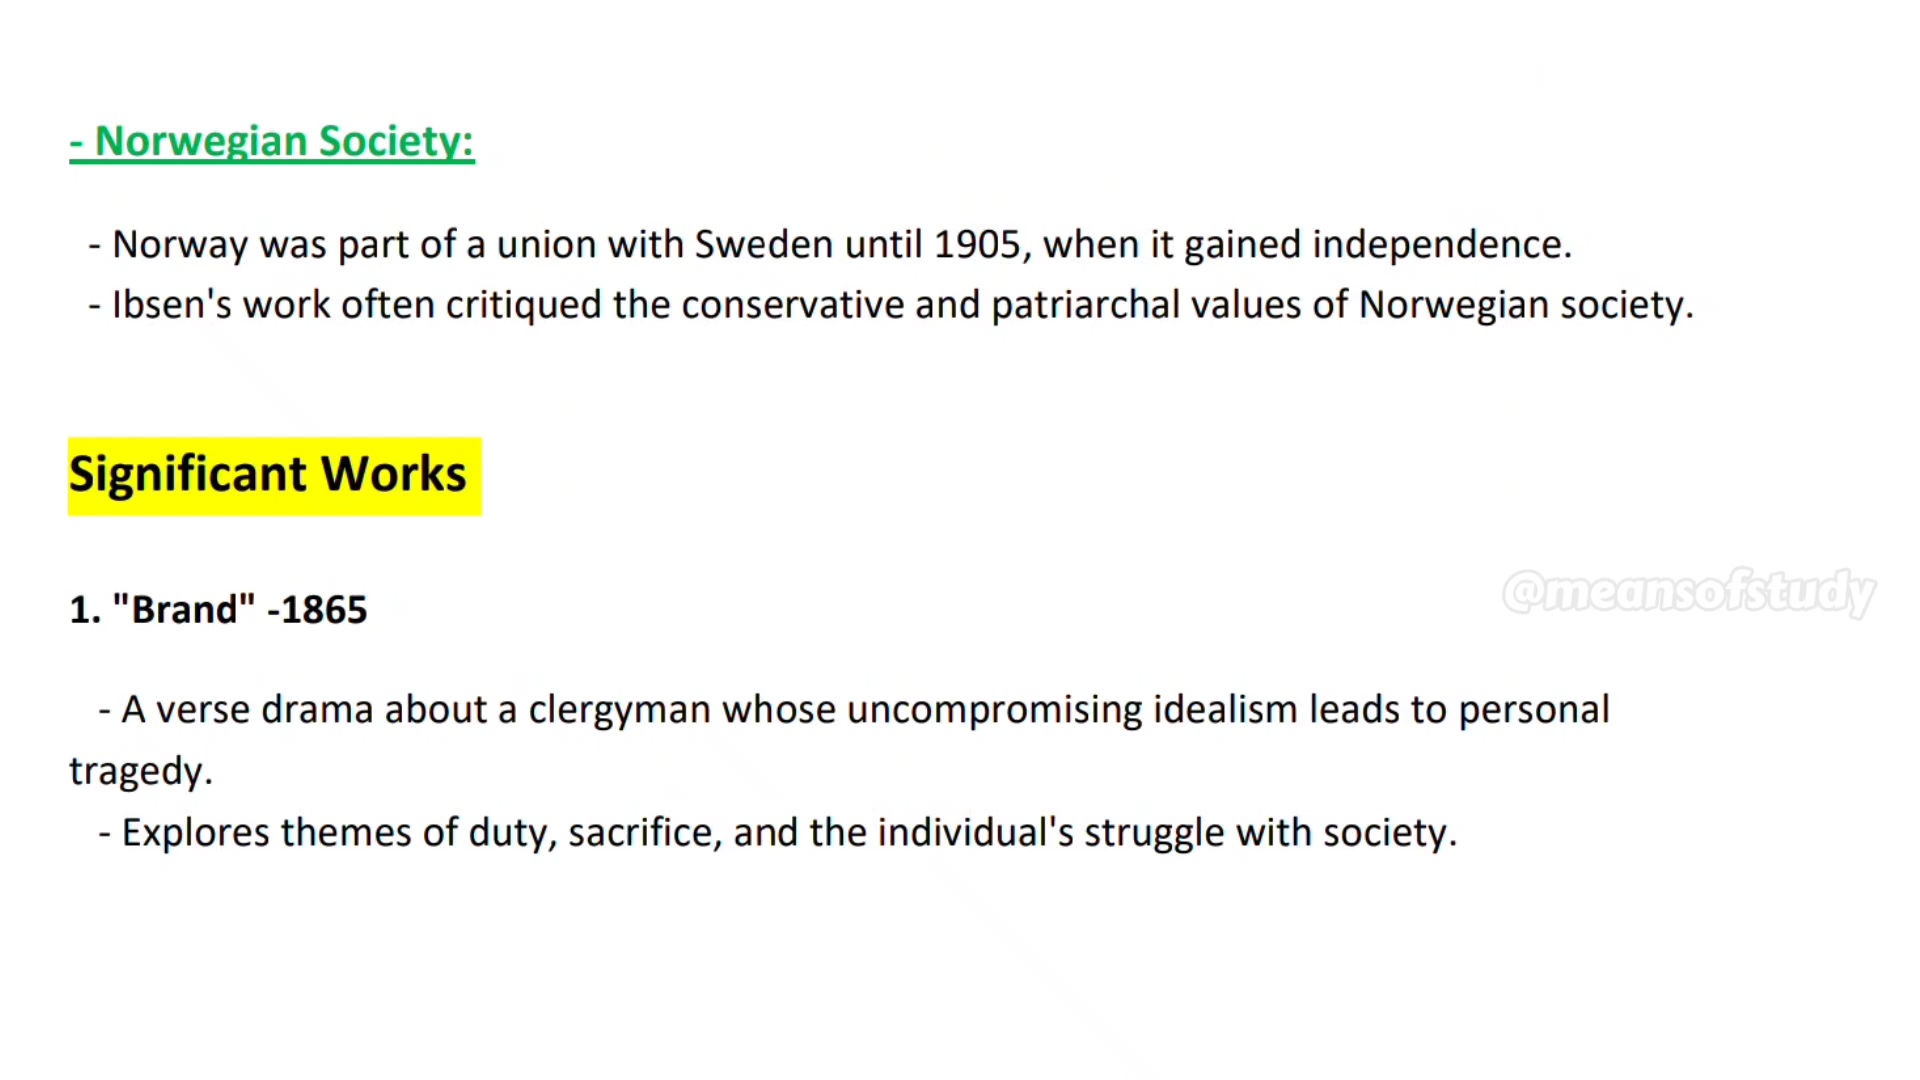 - Norwegian Society:
- Norway was part of a union with Sweden until 1905, when it gained independence.
- Ibsen's work often critiqued the conservative and patriarchal values of Norwegian society.
Significant Works
@meansofstudy
1. "Brand" -1865
- A verse drama about a clergyman whose uncompromising idealism leads to personal
tragedy.
- Explores themes of duty, sacrifice, and the individual's struggle with society.